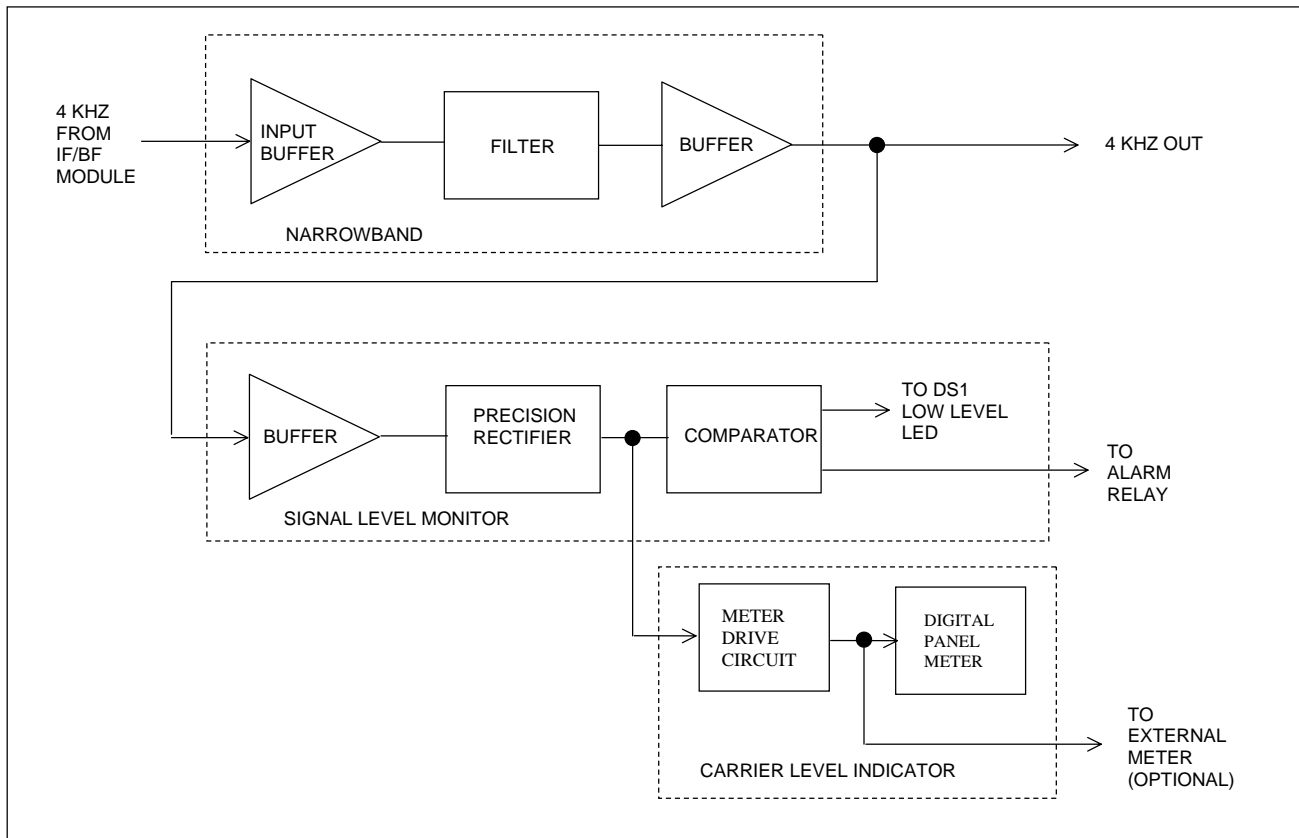 4 KHZ
FROM
IF/BF
MODULE
INPUT
BUFFER
FILTER
BUFFER
4 KHZ OUT
NARROWBAND
BUFFER
PRECISION
RECTIFIER
COMPARATOR
TO DS1
LOW LEVEL
LED
TO
ALARM
RELAY
SIGNAL LEVEL MONITOR
METER
DRIVE
CIRCUIT
DIGITAL
PANEL
METER
TO
EXTERNAL
METER
(OPTIONAL)
CARRIER LEVEL INDICATOR